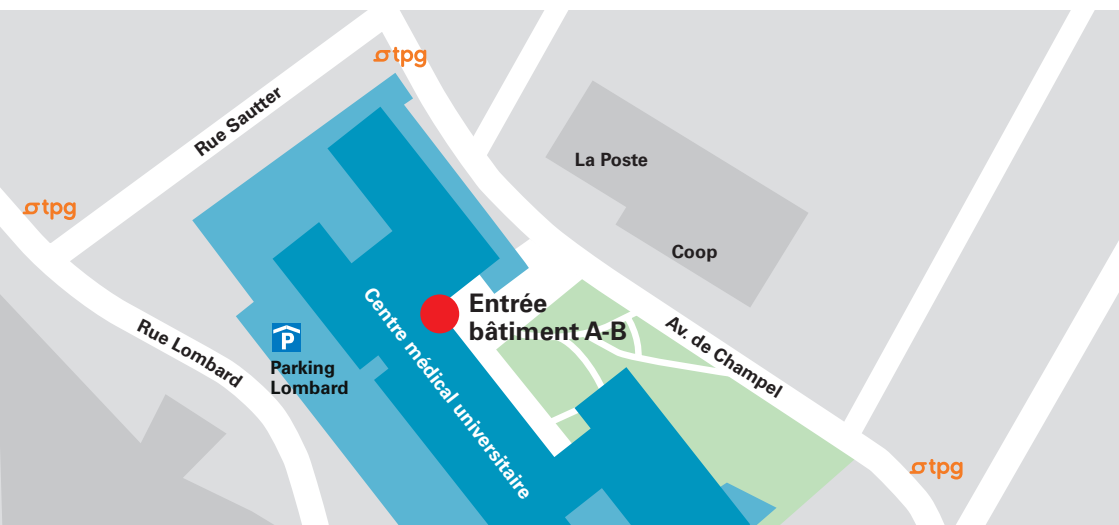 tpg
Rue Sautter
La Poste
tpg
Coop
Entrée
bâtiment A-B
Centre médical universitaire
Av. de Champel
Rue Lombard
P
Parking
Lombard
tpg